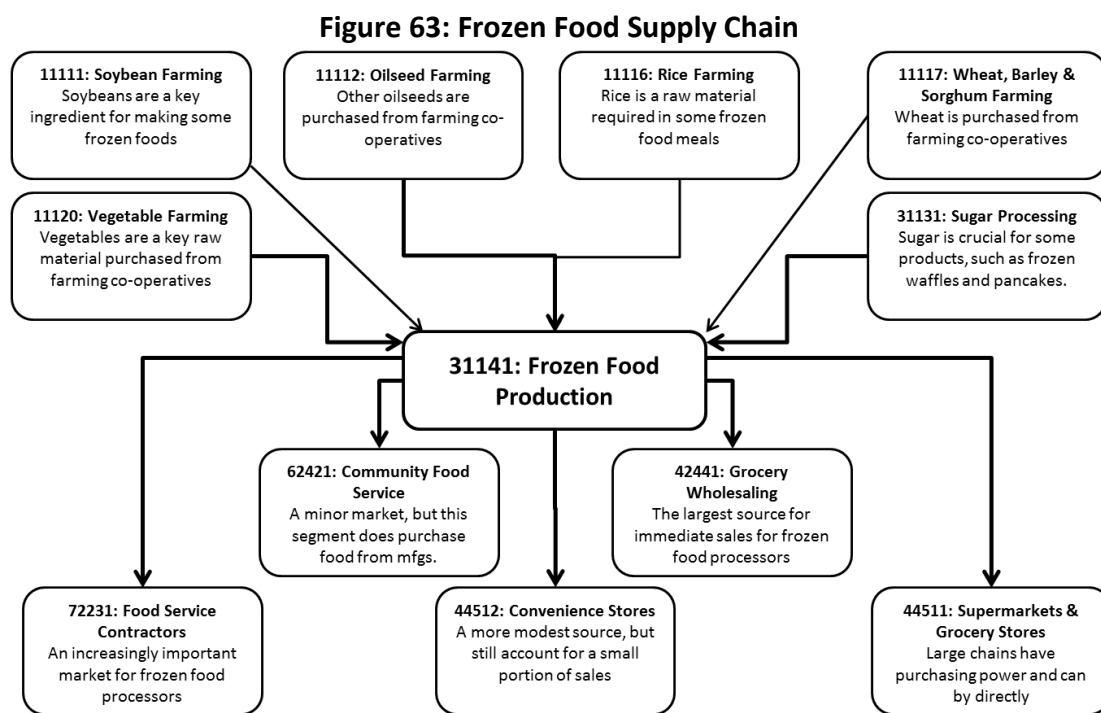 Figure 63: Frozen Food Supply Chain
11111: Soybean Farming
Soybeans are a key
ingredient for making some
frozen foods
11112: Oilseed Farming
Other oilseeds are
purchased from farming co-
operatives
11116: Rice Farming
Rice is a raw material
required in some frozen
food meals
11117: Wheat, Barley &
Sorghum Farming
Wheat is purchased from
farming co-operatives
11120: Vegetable Farming
Vegetables are a key raw
material purchased from
farming co-operatives
31131: Sugar Processing
Sugar is crucial for some
products, such as frozen
waffles and pancakes.
31141: Frozen Food
Production
62421: Community Food
Service
A minor market, but this
segment does purchase
food from mfgs.
42441: Grocery
Wholesaling
The largest source for
immediate sales for frozen
food processors
72231: Food Service
Contractors
An increasingly important
market for frozen food
processors
44512: Convenience Stores
A more modest source, but
still account for a small
portion of sales
44511: Supermarkets &
Grocery Stores
Large chains have
purchasing power and can
by directly